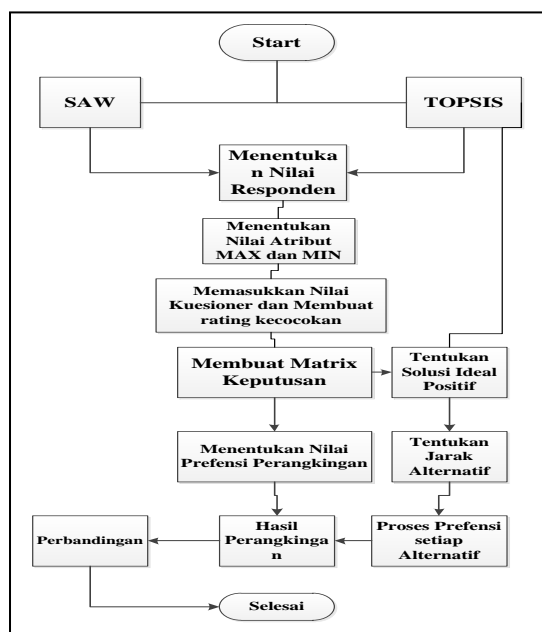 Start
SAW
TOPSIS
Menentuka
n Nilai
Responden
Menentukan
Nilai Atribut
MAX dan MIN
Memasukkan Nilai
Kuesioner dan Membuat
rating kecocokan
Membuat Matrix
Keputusan
Tentukan
Solusi Ideal
Positif
Menentukan Nilai
Prefensi Perangkingan
Tentukan
Jarak
Alternatif
Perbandingan
Hasil
Perangkinga
n
Proses Prefensi
setiap
Alternatif
Selesai